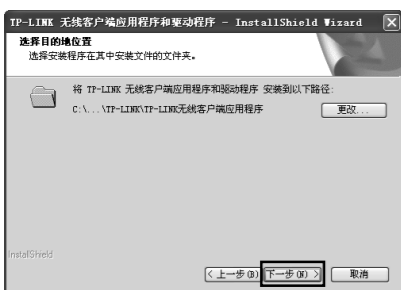 TP-LINK 无线客户端应用程序和驱动程序 - InstallShield Wizard
选择目的地位置
选择安装程序在其中安装文件的文件夹。
将 TP-LINK 无线客户端应用程序和驱动程序 安装到以下路径:
C:\...\TP-LINK\TP-LINK无线客户端应用程序
更改...
InstallShield
< 上一步(B) 下一步(N) > 取消